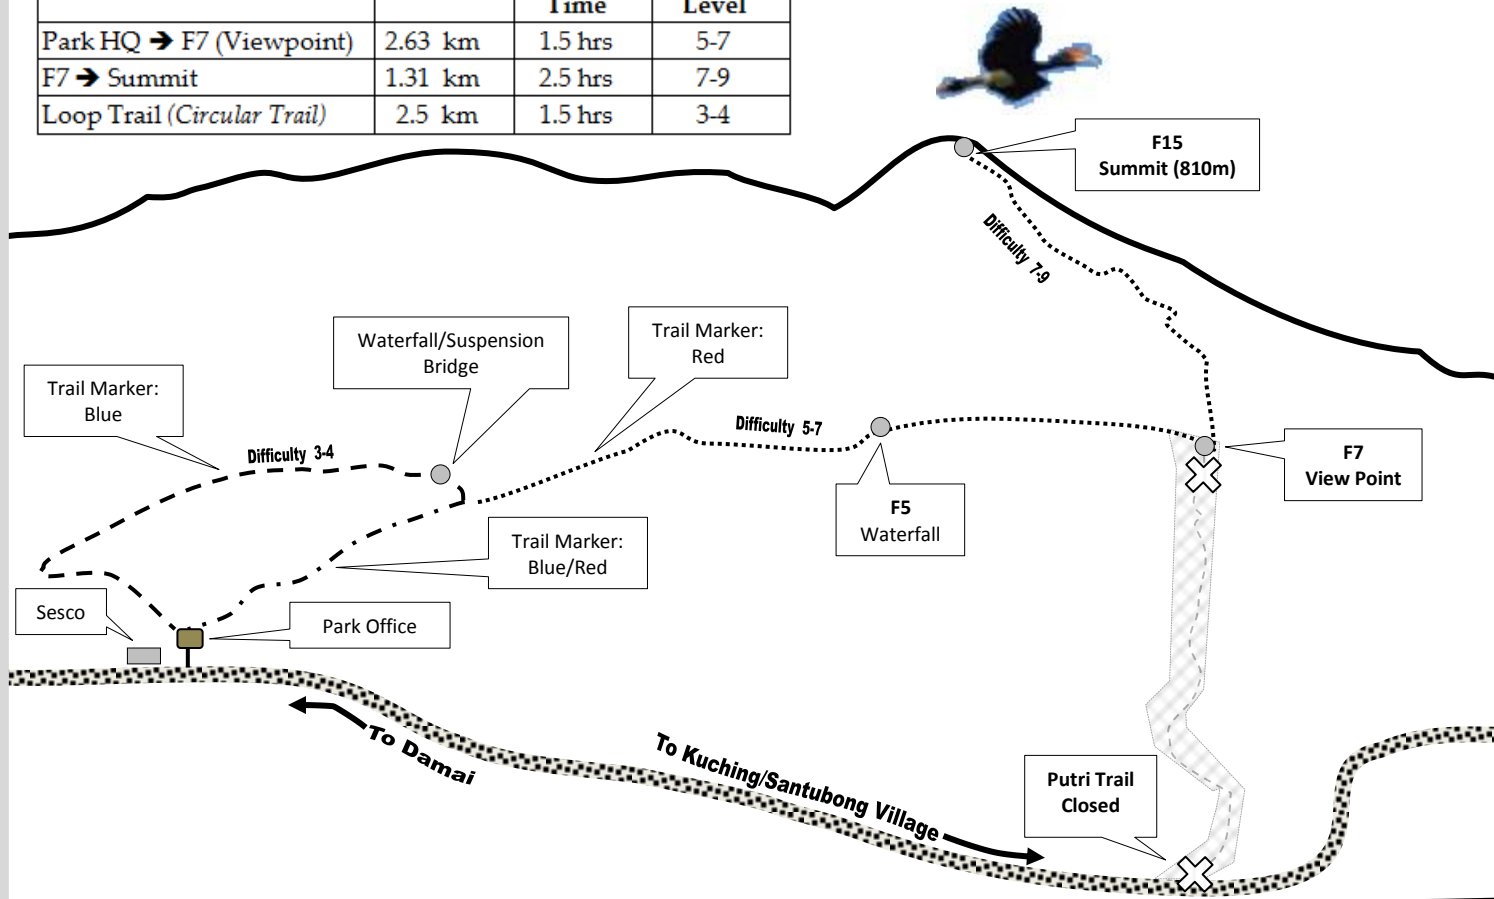 Time Level
Park HQ ➔ F7 (Viewpoint) 2.63 km 1.5 hrs 5-7
F7 ➔ Summit 1.31 km 2.5 hrs 7-9
Loop Trail (Circular Trail) 2.5 km 1.5 hrs 3-4
F15
Summit (810m)
Difficulty 7-9
Waterfall/Suspension
Bridge
Trail Marker:
Red
Trail Marker:
Blue
Difficulty 3-4
Difficulty 5-7
F7
View Point
F5
Waterfall
Trail Marker:
Blue/Red
Sesco
Park Office
To Damai
To Kuching/Santubong Village
Putri Trail
Closed